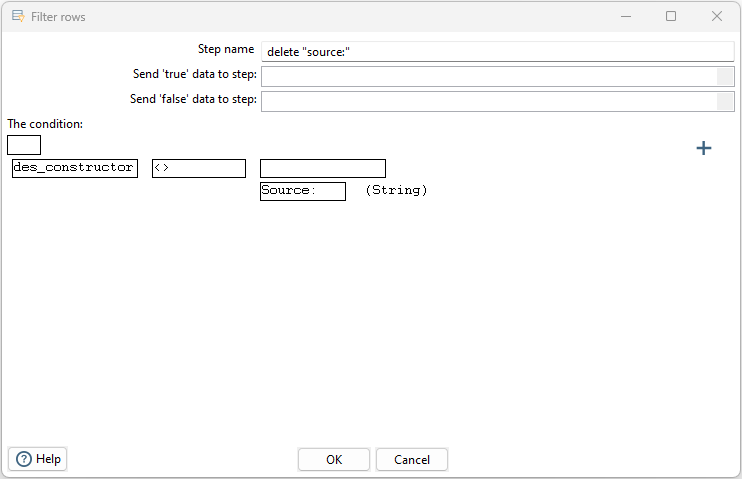 Filter rows
Step name delete "source:"
Send 'true' data to step:
Send 'false' data to step:
The condition:
des_constructor <>
Source: (String)
Help OK Cancel